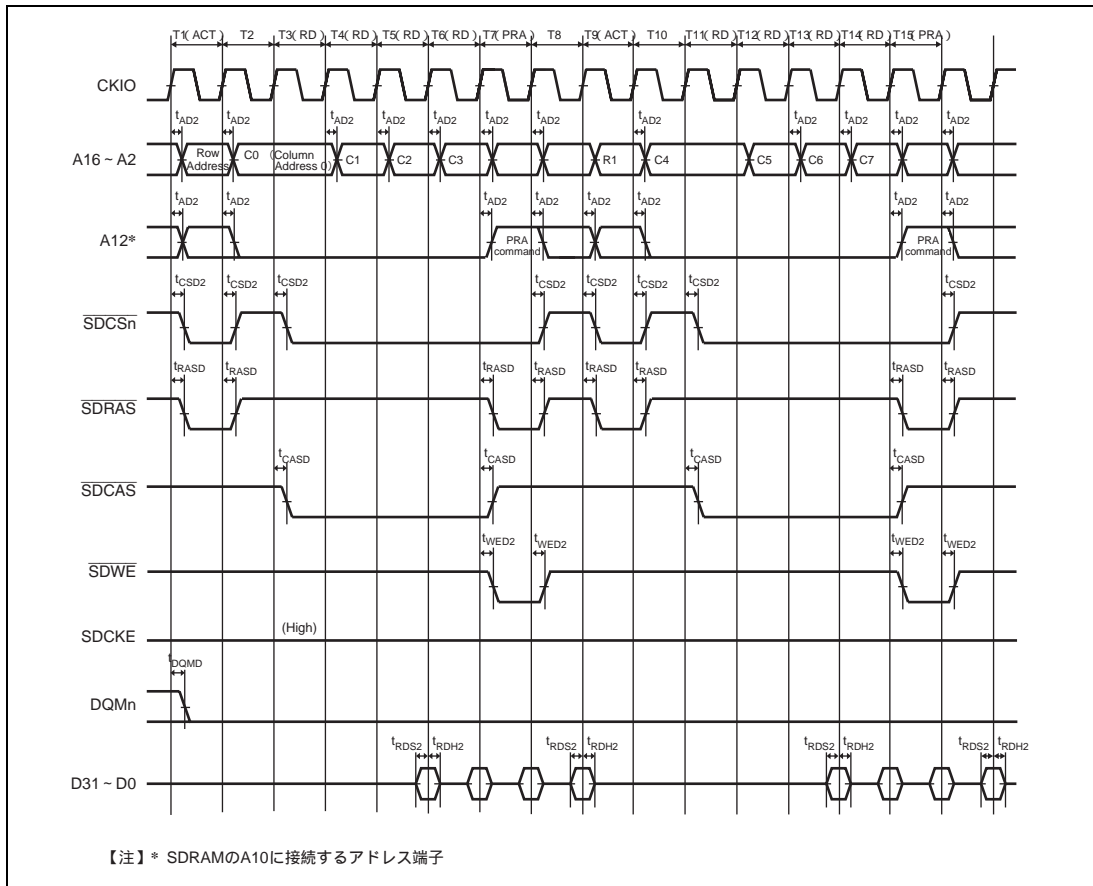 T1( ACT ) T2 T3( RD ) T4( RD ) T5( RD ) T6( RD ) T7( PRA ) T8 T9( ACT ) T10 T11( RD ) T12( RD ) T13( RD ) T14( RD ) T15( PRA )
CKIO
tAD2 tAD2 tAD2 tAD2 tAD2 tAD2 tAD2 tAD2 tAD2 tAD2 tAD2 tAD2 tAD2
A16 ~ A2 Row Address C0 (Column Address 0) C1 C2 C3 R1 C4 C5 C6 C7
tAD2 tAD2 tAD2 tAD2 tAD2 tAD2 tAD2 tAD2
A12* PRA command PRA command
tCSD2 tCSD2 tCSD2 tCSD2 tCSD2 tCSD2 tCSD2 tCSD2
SDCSn
tRASD tRASD tRASD tRASD tRASD tRASD tRASD tRASD
SDRAS
tCASD tCASD tCASD tCASD
SDCAS
tWED2 tWED2 tWED2 tWED2
SDWE
SDCKE (High)
tDQMD
DQMn
tRDS2 tRDH2 tRDS2 tRDH2 tRDS2 tRDH2 tRDS2 tRDH2
D31 ~ D0
【注】* SDRAMのA10に接続するアドレス端子